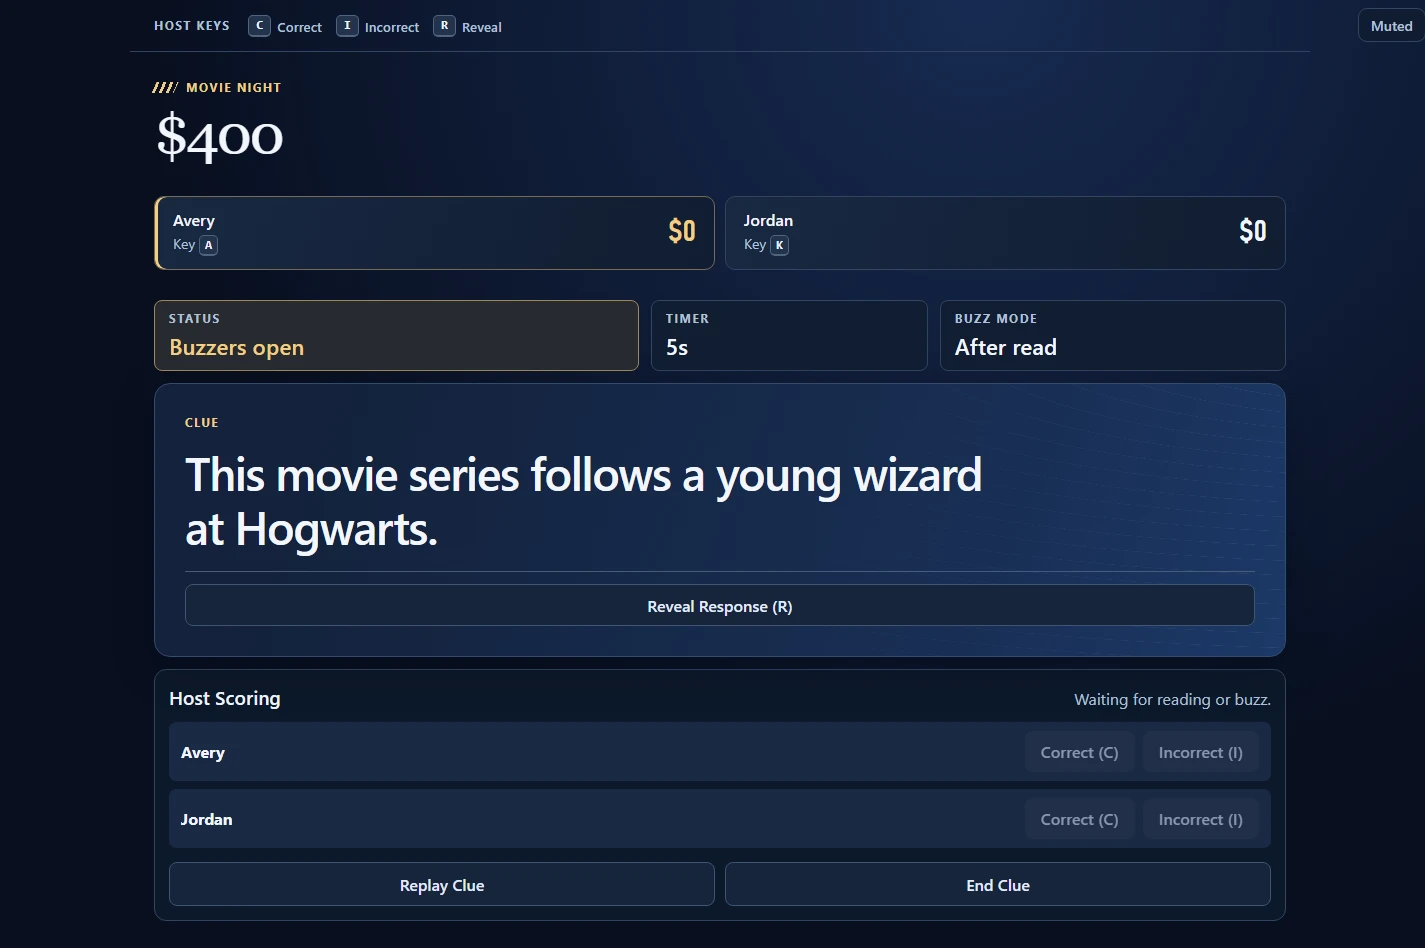 HOST KEYS C Correct I Incorrect R Reveal
Muted
MOVIE NIGHT
$400
Avery
Key A
$0
Jordan
Key K
$0
STATUS
Buzzers open
TIMER
5s
BUZZ MODE
After read
CLUE
This movie series follows a young wizard
at Hogwarts.
Reveal Response (R)
Host Scoring
Waiting for reading or buzz.
Avery
Correct (C)
Incorrect (I)
Jordan
Correct (C)
Incorrect (I)
Replay Clue
End Clue